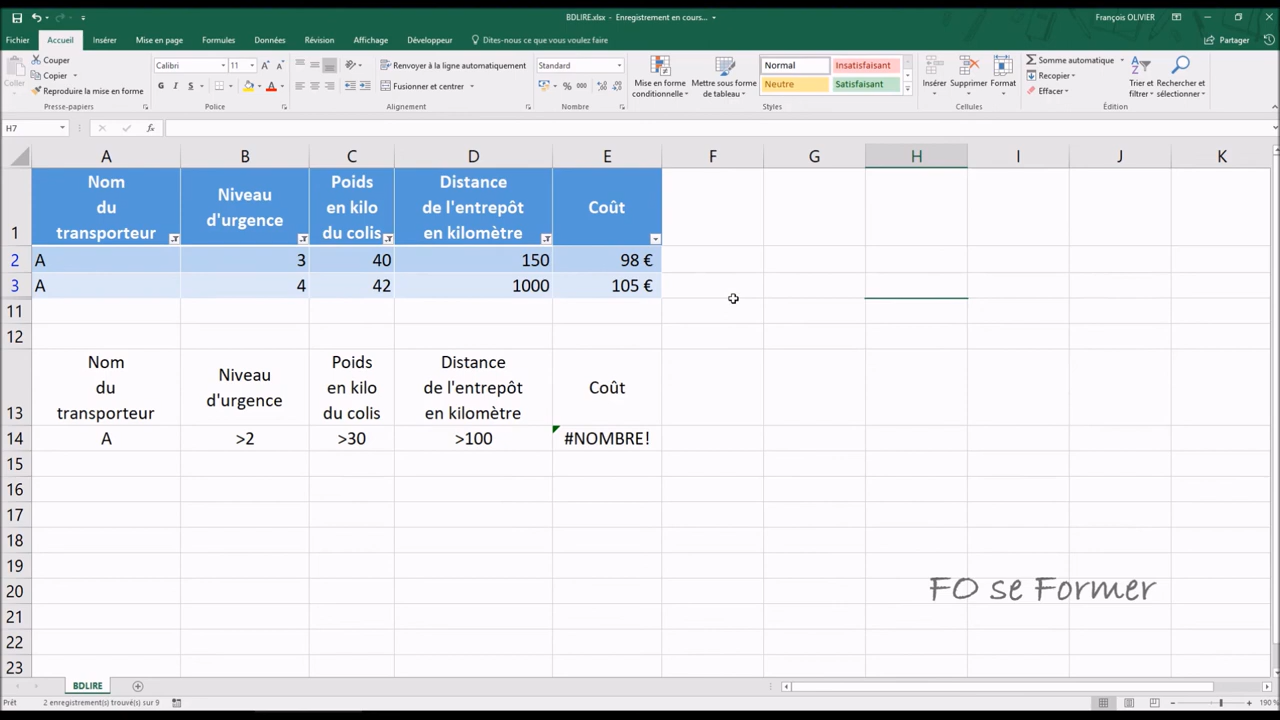 BDLIRE.xlsx - Enregistrement en cours...
François OLIVIER
Fichier Accueil Insérer Mise en page Formules Données Révision Affichage Développeur Dites-nous ce que vous voulez faire Partager
Couper
Copier
Reproduire la mise en forme
Presse-papiers
Calibri 11
G I S
Police
Renvoyer à la ligne automatiquement
Fusionner et centrer
Alignement
Standard
% 000
Nombre
Mise en forme conditionnelle
Mettre sous forme de tableau
Normal Insatisfaisant
Neutre Satisfaisant
Styles
Insérer Supprimer Format
Cellules
Somme automatique
Recopier
Effacer
Trier et filtrer
Rechercher et sélectionner
Édition
H7 fx
A B C D E F G H I J K
1
Nom
du
transporteur
Niveau
d'urgence
Poids
en kilo
du colis
Distance
de l'entrepôt
en kilomètre
Coût
2 A 3 40 150 98 €
3 A 4 42 1000 105 €
11
12
13
Nom
du
transporteur
Niveau
d'urgence
Poids
en kilo
du colis
Distance
de l'entrepôt
en kilomètre
Coût
14 A >2 >30 >100 #NOMBRE!
15
16
17
18
19
20
21
22
23
FO se Former
BDLIRE
Prêt 2 enregistrement(s) trouvé(s) sur 9 190 %